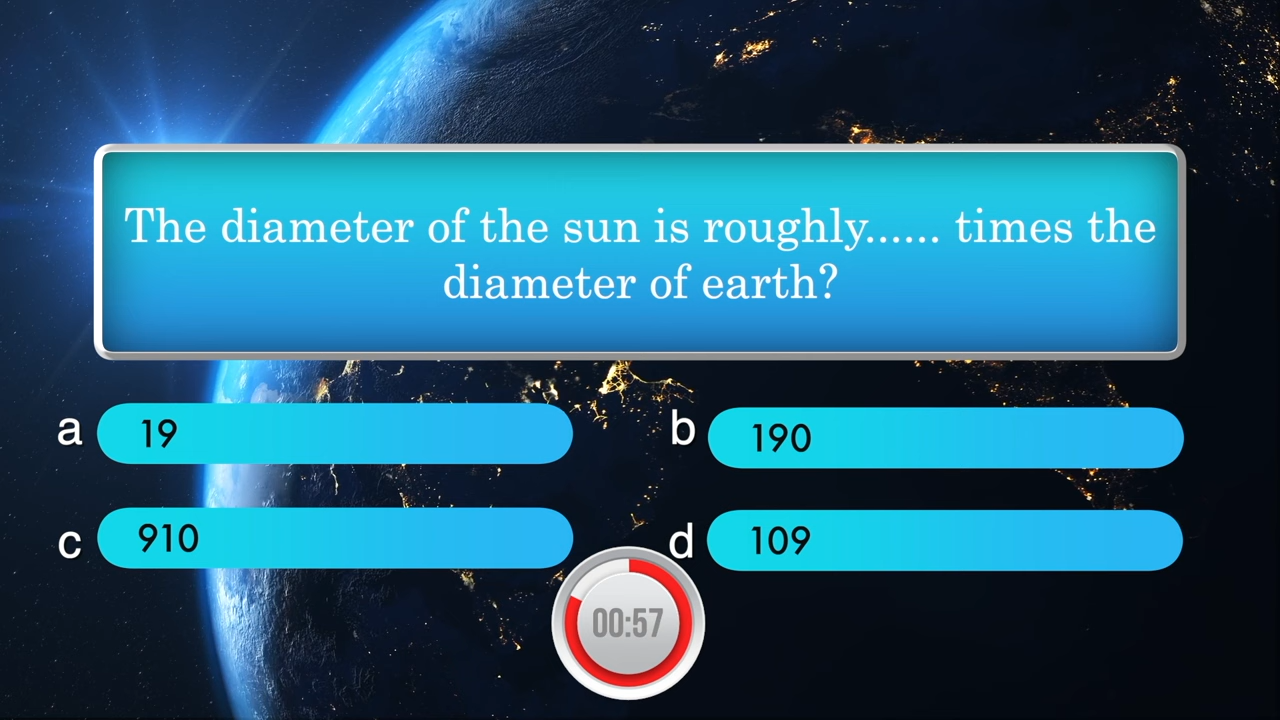 The diameter of the sun is roughly...... times the
diameter of earth?
a 19
b 190
c 910
d 109
00:57